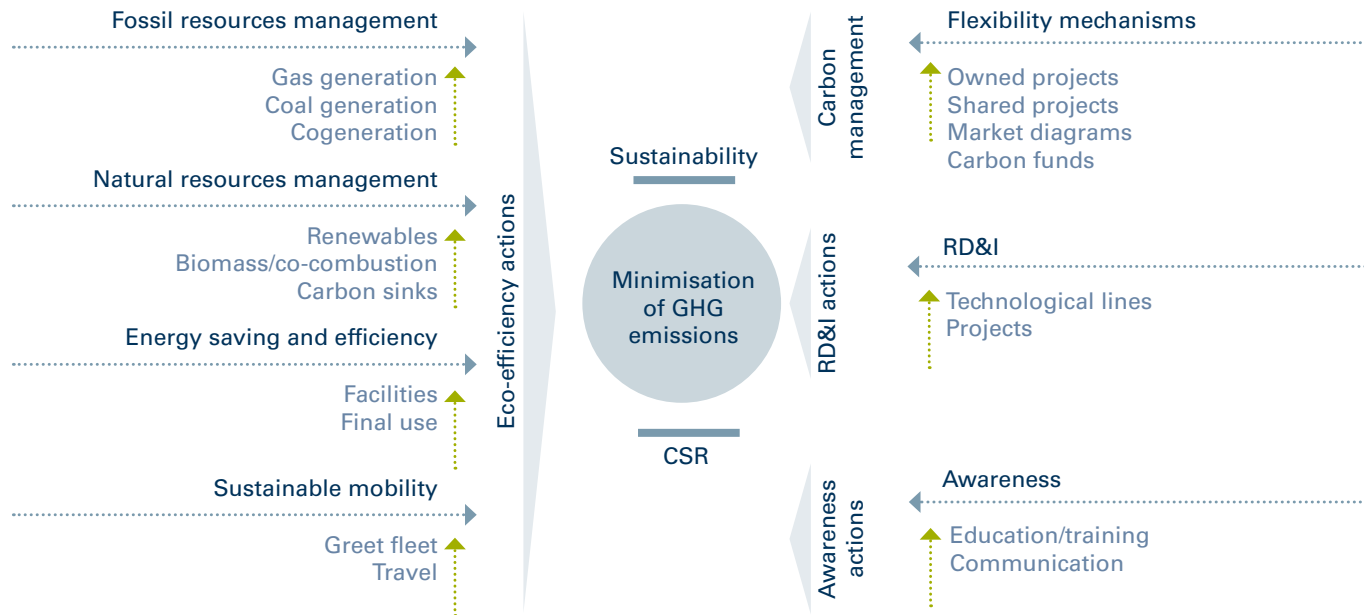 Fossil resources management
Gas generation
Coal generation
Cogeneration
Natural resources management
Renewables
Biomass/co-combustion
Carbon sinks
Energy saving and efficiency
Facilities
Final use
Sustainable mobility
Greet fleet
Travel
Eco-efficiency actions
Sustainability
Minimisation
of GHG
emissions
CSR
Carbon
management
RD&I actions
Awareness
actions
Flexibility mechanisms
Owned projects
Shared projects
Market diagrams
Carbon funds
RD&I
Technological lines
Projects
Awareness
Education/training
Communication